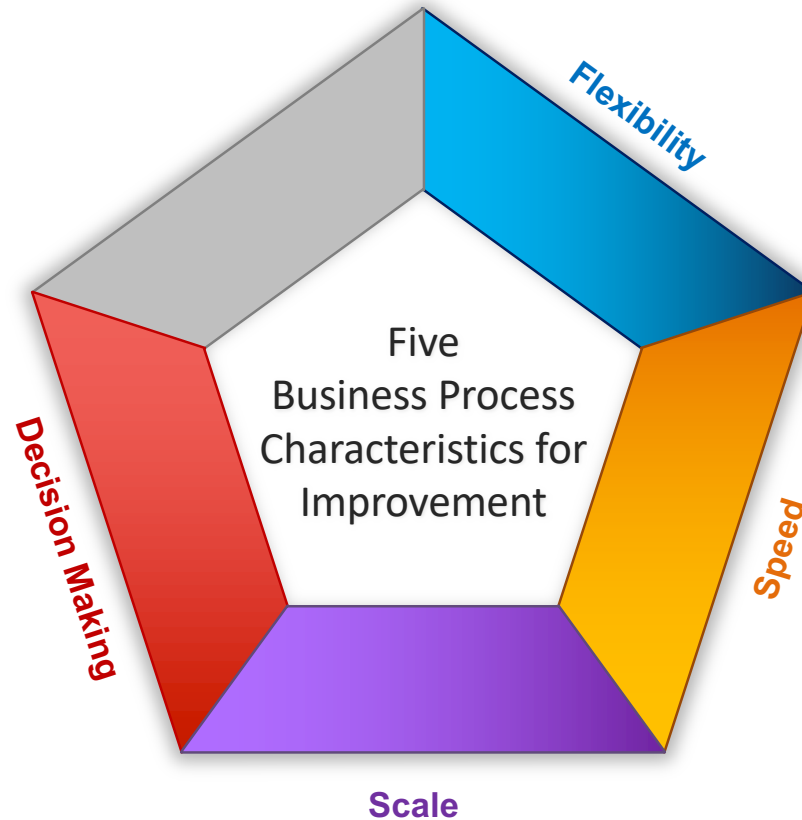 Flexibility
Five
Business Process
Characteristics for
Improvement
Decision Making
Speed
Scale